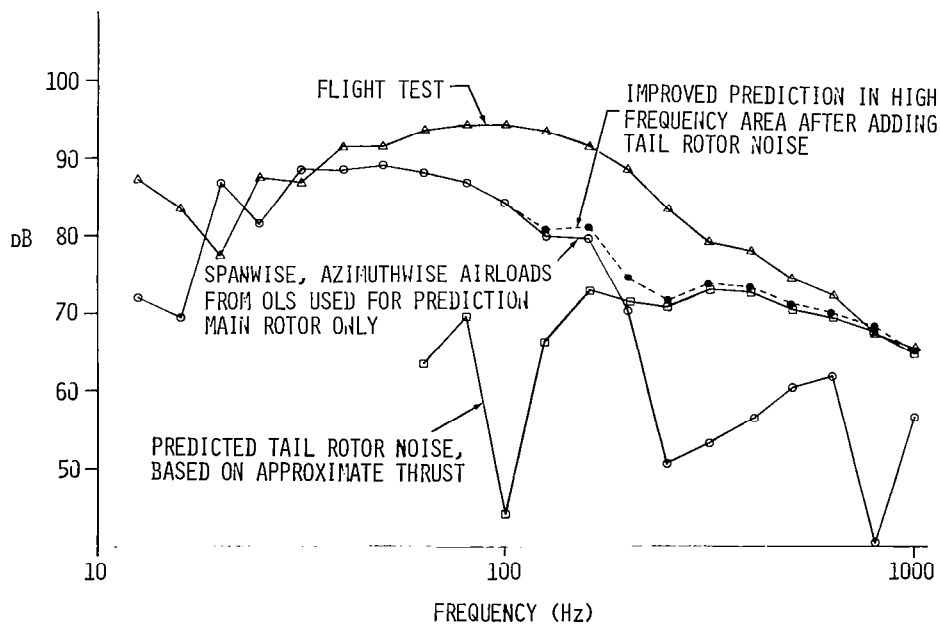 100
90
DB
80
70
60
50
FLIGHT TEST
IMPROVED PREDICTION IN HIGH
FREQUENCY AREA AFTER ADDING
TAIL ROTOR NOISE
SPANWISE, AZIMUTHWISE AIRLOADS
FROM OLS USED FOR PREDICTION
MAIN ROTOR ONLY
PREDICTED TAIL ROTOR NOISE,
BASED ON APPROXIMATE THRUST
10
100
1000
FREQUENCY (Hz)